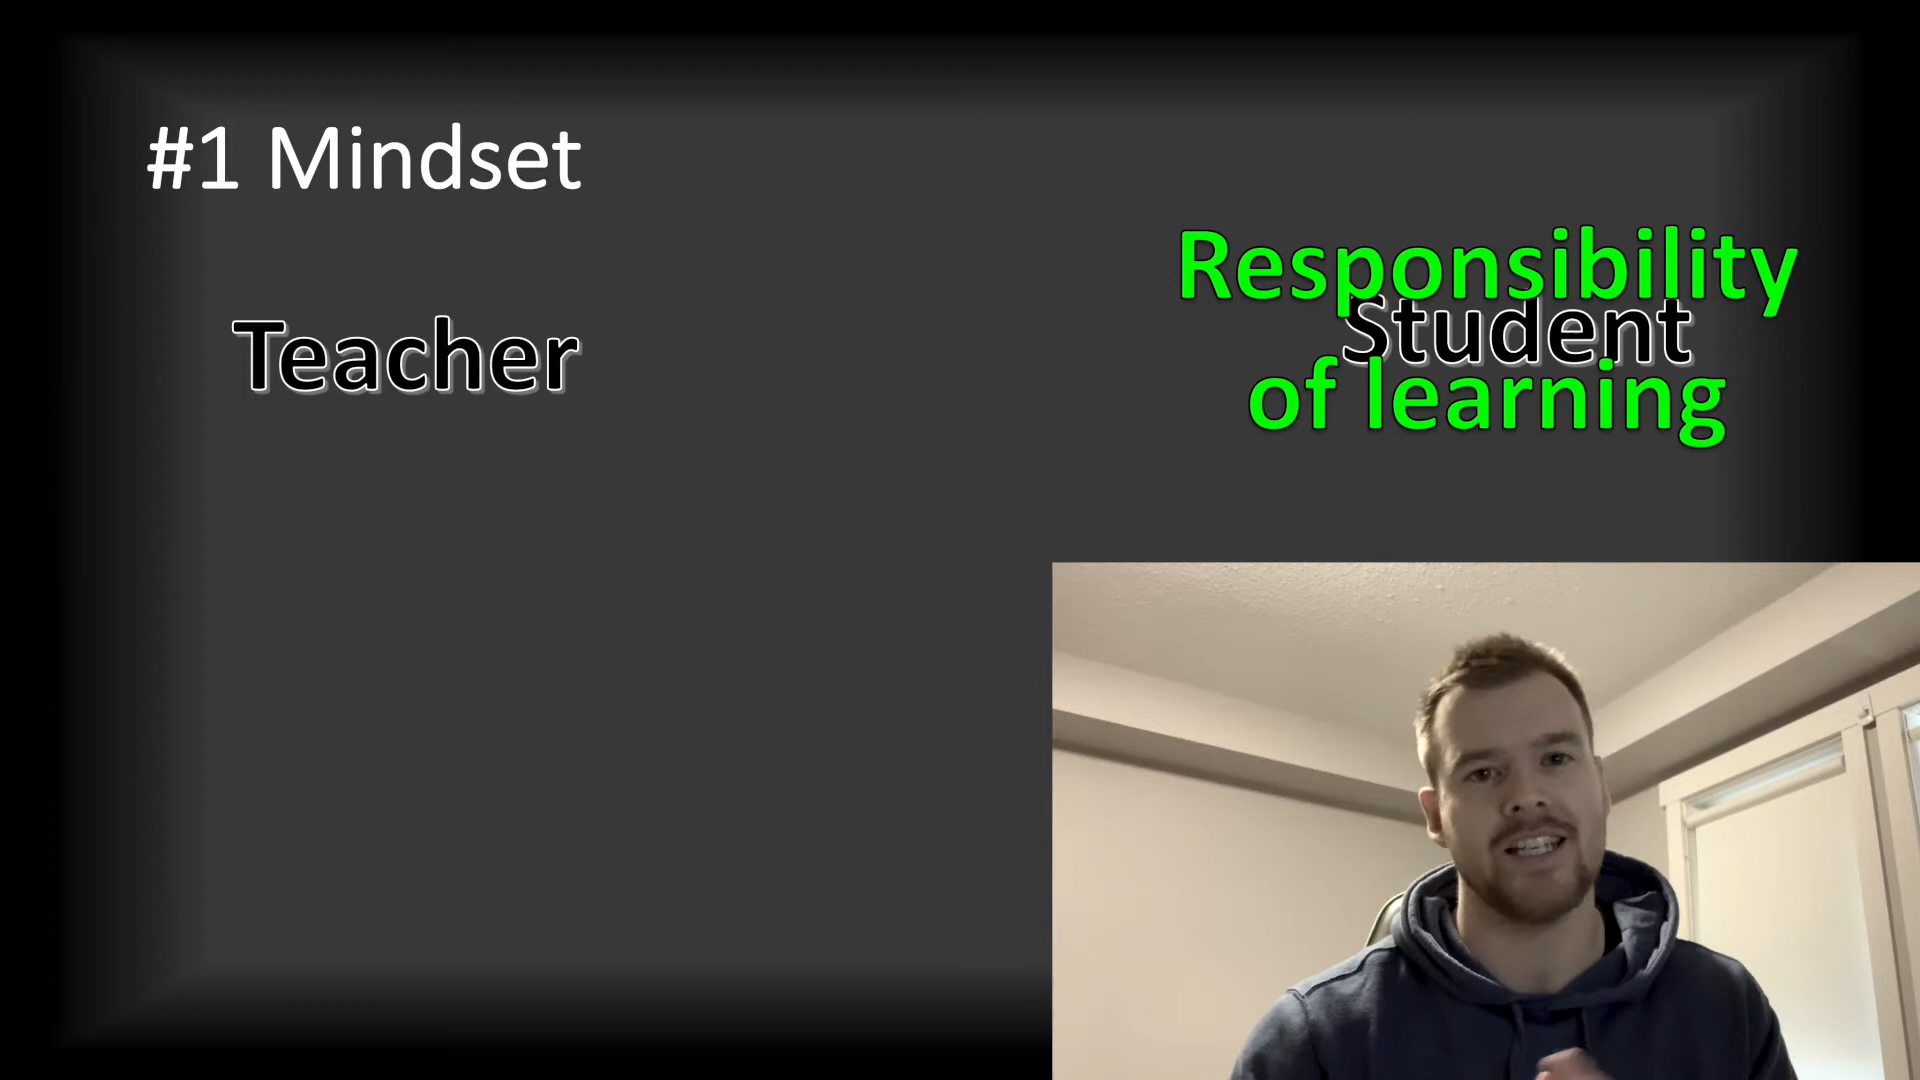 #1 Mindset
Teacher
Responsibility
Student
of learning